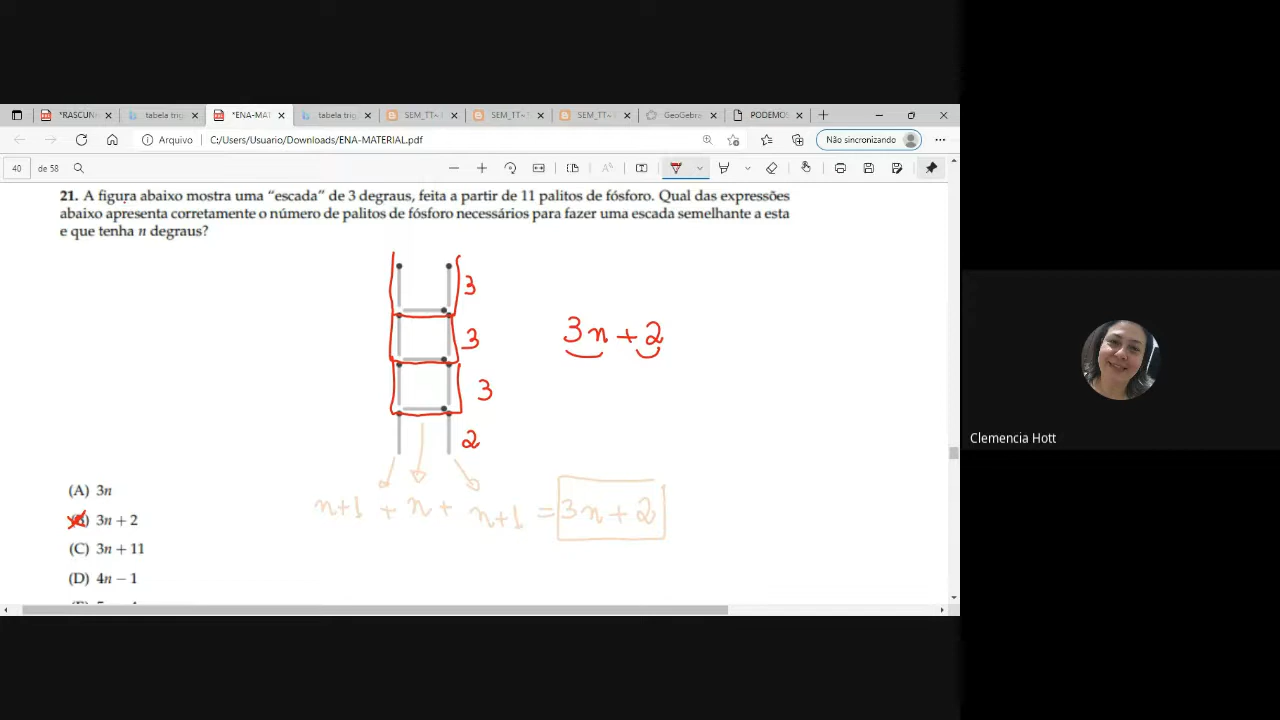 *RASCUN
tabela trig
*ENA-MAT
tabela trig
SEM_TT-
SEM_TT-
SEM_TT-
GeoGebra
PODEMOS
Arquivo
C:/Users/Usuario/Downloads/ENA-MATERIAL.pdf
Não sincronizando
40 de 58
21. A figura abaixo mostra uma “escada” de 3 degraus, feita a partir de 11 palitos de fósforo. Qual das expressões
abaixo apresenta corretamente o número de palitos de fósforo necessários para fazer uma escada semelhante a esta
e que tenha n degraus?
3
3
3
2
3n + 2
n+1 + n + n+1 = 3n + 2
(A) 3n
(B) 3n + 2
(C) 3n + 11
(D) 4n − 1
Clemencia Hott